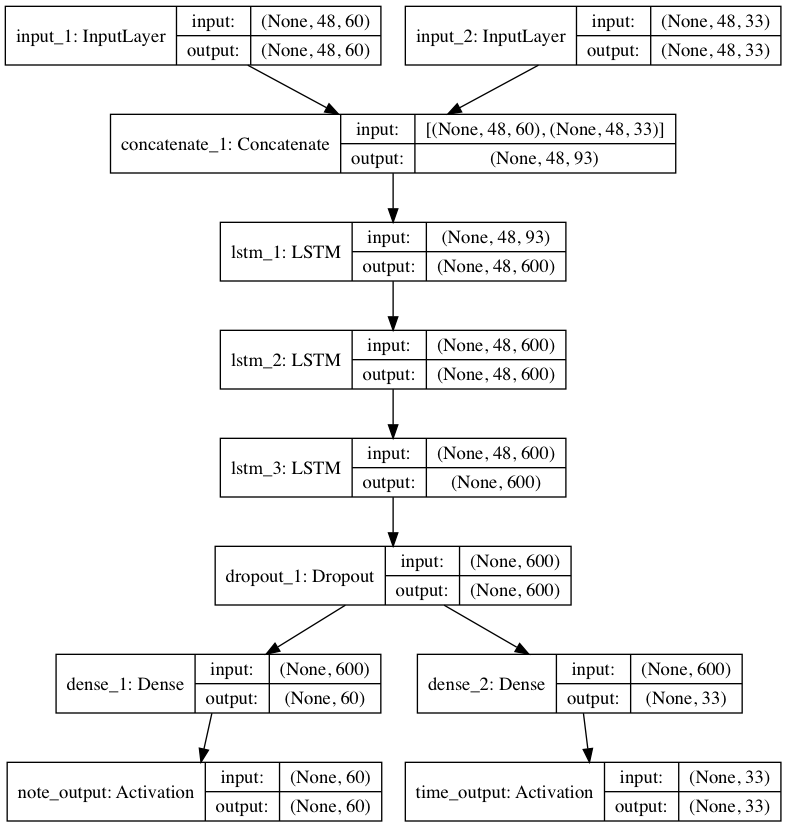 input_1: InputLayer
input: (None, 48, 60)
output: (None, 48, 60)
input_2: InputLayer
input: (None, 48, 33)
output: (None, 48, 33)
concatenate_1: Concatenate
input: [(None, 48, 60), (None, 48, 33)]
output: (None, 48, 93)
lstm_1: LSTM
input: (None, 48, 93)
output: (None, 48, 600)
lstm_2: LSTM
input: (None, 48, 600)
output: (None, 48, 600)
lstm_3: LSTM
input: (None, 48, 600)
output: (None, 600)
dropout_1: Dropout
input: (None, 600)
output: (None, 600)
dense_1: Dense
input: (None, 600)
output: (None, 60)
dense_2: Dense
input: (None, 600)
output: (None, 33)
note_output: Activation
input: (None, 60)
output: (None, 60)
time_output: Activation
input: (None, 33)
output: (None, 33)